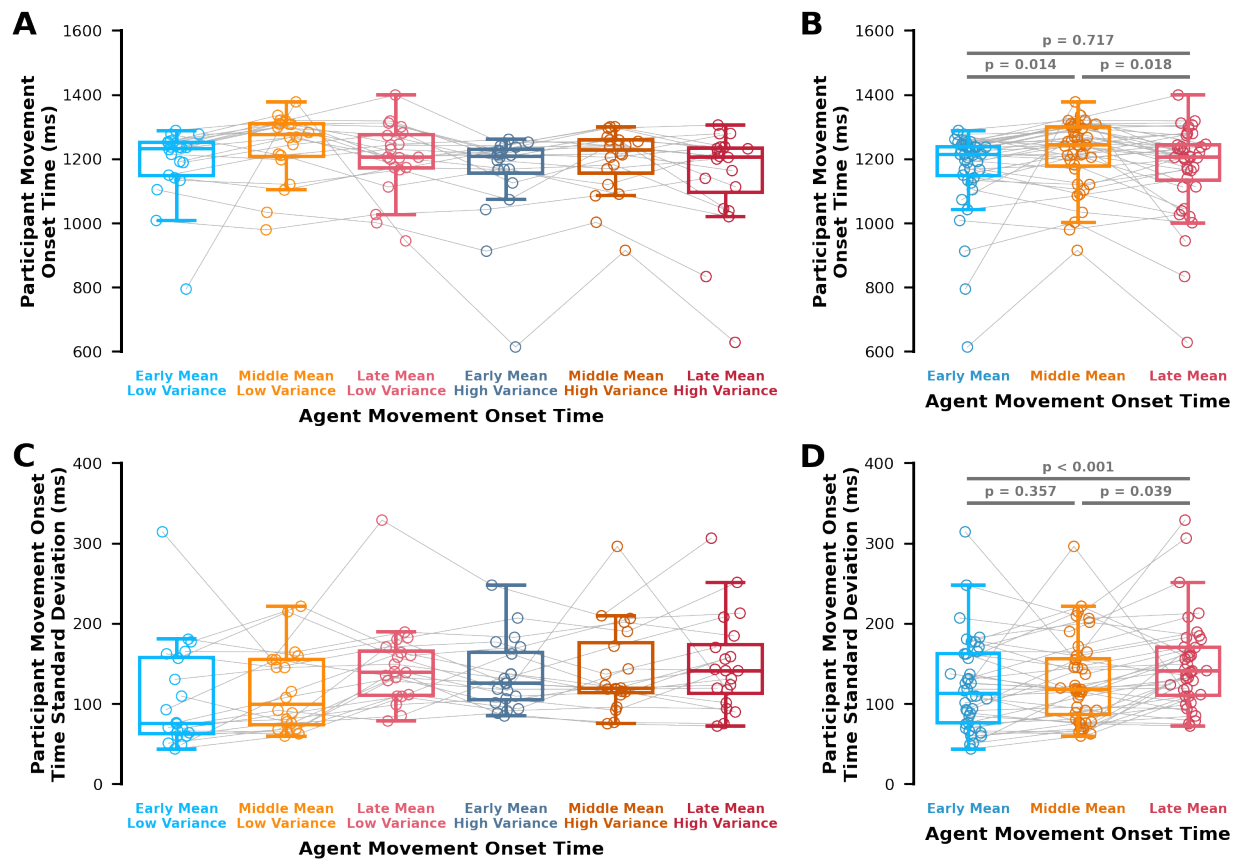 A
Participant Movement
Onset Time (ms)
1600
1400
1200
1000
800
600
Early Mean
Low Variance
Middle Mean
Low Variance
Late Mean
Low Variance
Early Mean
High Variance
Middle Mean
High Variance
Late Mean
High Variance
Agent Movement Onset Time
B
Participant Movement
Onset Time (ms)
1600
1400
1200
1000
800
600
p = 0.717
p = 0.014
p = 0.018
Early Mean
Middle Mean
Late Mean
Agent Movement Onset Time
C
Participant Movement Onset
Time Standard Deviation (ms)
400
300
200
100
0
Early Mean
Low Variance
Middle Mean
Low Variance
Late Mean
Low Variance
Early Mean
High Variance
Middle Mean
High Variance
Late Mean
High Variance
Agent Movement Onset Time
D
Participant Movement Onset
Time Standard Deviation (ms)
400
300
200
100
0
p < 0.001
p = 0.357
p = 0.039
Early Mean
Middle Mean
Late Mean
Agent Movement Onset Time